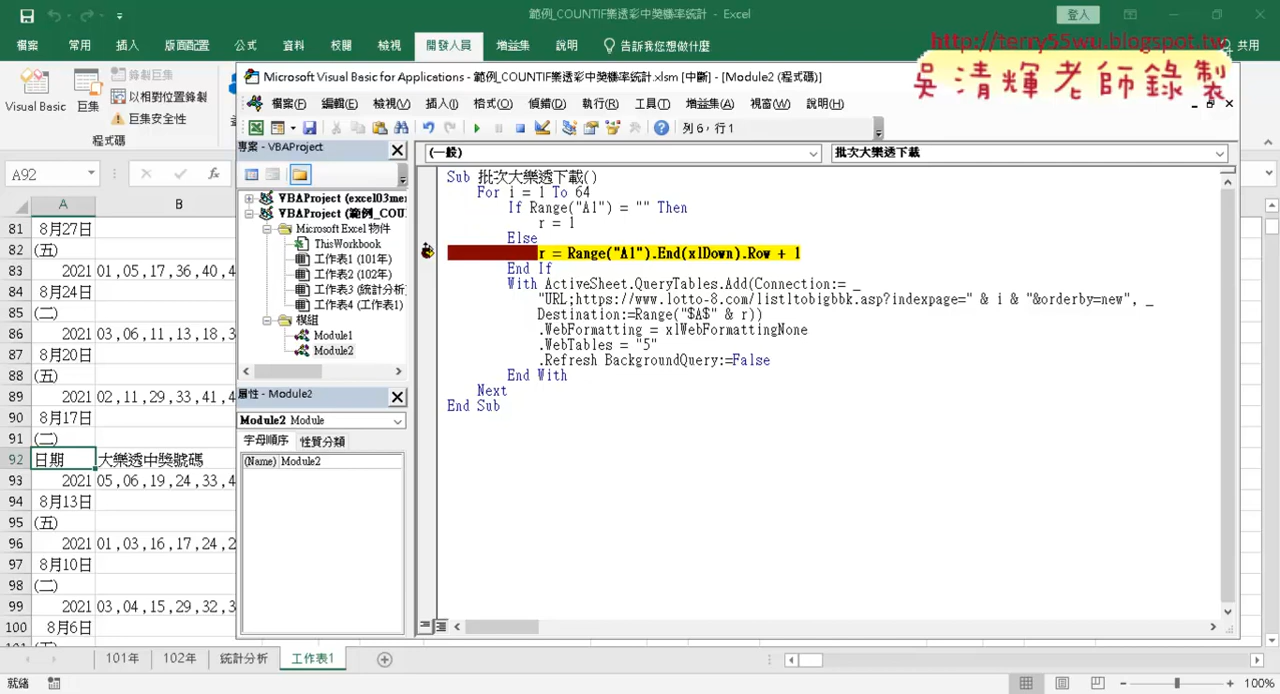 範例_COUNTIF樂透彩中獎機率統計 - Excel
登入
http://terry55wu.blogspot.tw
吳清輝老師錄製
檔案 常用 插入 版面配置 公式 資料 校閱 檢視 開發人員 增益集 說明 告訴我您想做什麼 共用
Visual Basic 巨集 錄製巨集
以相對位置錄製
巨集安全性
程式碼
Microsoft Visual Basic for Applications - 範例_COUNTIF樂透彩中獎機率統計.xlsm [中斷] - [Module2 (程式碼)]
檔案(F) 編輯(E) 檢視(V) 插入(I) 格式(O) 偵錯(D) 執行(R) 工具(T) 增益集(A) 視窗(W) 說明(H)
列 6，行 1
專案 - VBAProject
(一般) 批次大樂透下載
VBAProject (excel03me
VBAProject (範例_COU
Microsoft Excel 物件
ThisWorkbook
工作表1 (101年)
工作表2 (102年)
工作表3 (統計分析)
工作表4 (工作表1)
模組
Module1
Module2
屬性 - Module2
Module2 Module
字母順序 性質分類
(Name) Module2
Sub 批次大樂透下載()
For i = 1 To 64
If Range("A1") = "" Then
r = 1
Else
r = Range("A1").End(xlDown).Row + 1
End If
With ActiveSheet.QueryTables.Add(Connection:= _
"URL;https://www.lotto-8.com/listltobigbbk.asp?indexpage=" & i & "&orderby=new", _
Destination:=Range("$A$" & r))
.WebFormatting = xlWebFormattingNone
.WebTables = "5"
.Refresh BackgroundQuery:=False
End With
Next
End Sub
A92 fx
A B
81 8月27日
82 (五)
83 2021 01,05,17,36,40,4
84 8月24日
85 (二)
86 2021 03,06,11,13,18,3
87 8月20日
88 (五)
89 2021 02,11,29,33,41,4
90 8月17日
91 (二)
92 日期 大樂透中獎號碼
93 2021 05,06,19,24,33,4
94 8月13日
95 (五)
96 2021 01,03,16,17,24,2
97 8月10日
98 (二)
99 2021 03,04,15,29,32,3
100 8月6日
101年 102年 統計分析 工作表1
就緒 100%